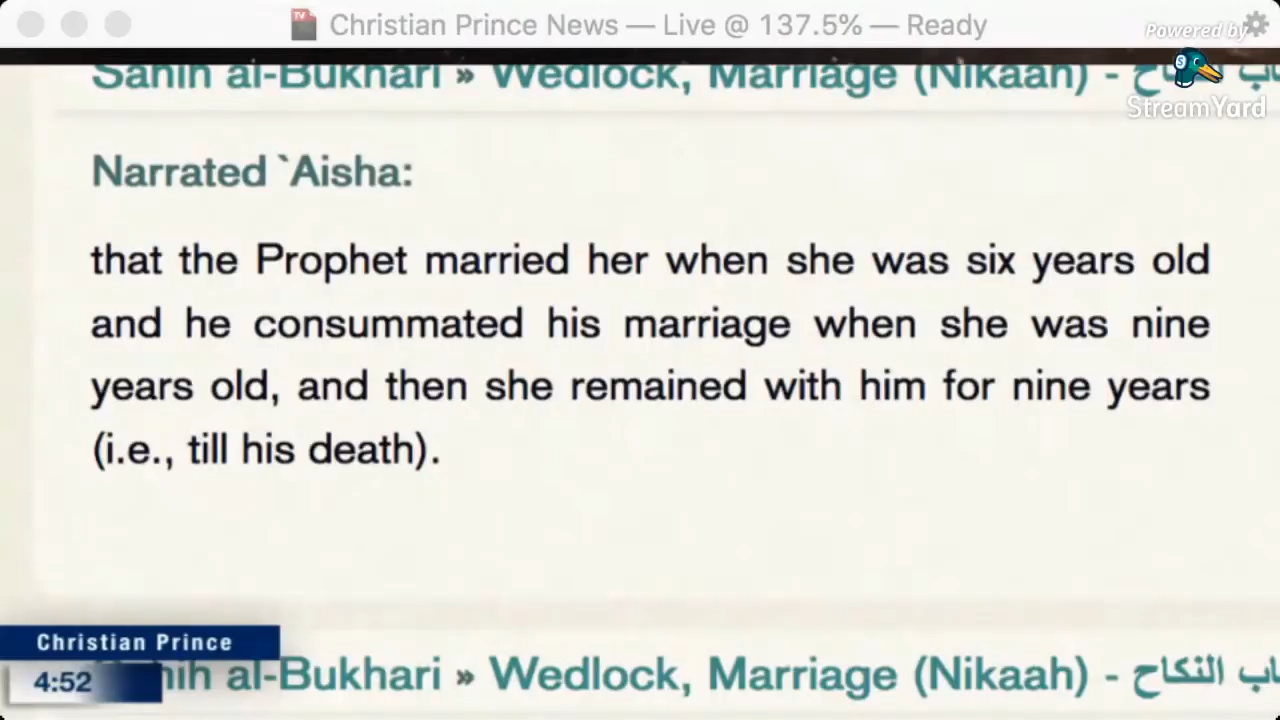 Christian Prince News — Live @ 137.5% — Ready
Powered by
StreamYard
Sahih al-Bukhari » Wedlock, Marriage (Nikaah) -
Narrated `Aisha:
that the Prophet married her when she was six years old
and he consummated his marriage when she was nine
years old, and then she remained with him for nine years
(i.e., till his death).
Christian Prince
4:52
al-Bukhari » Wedlock, Marriage (Nikaah) - النكاح